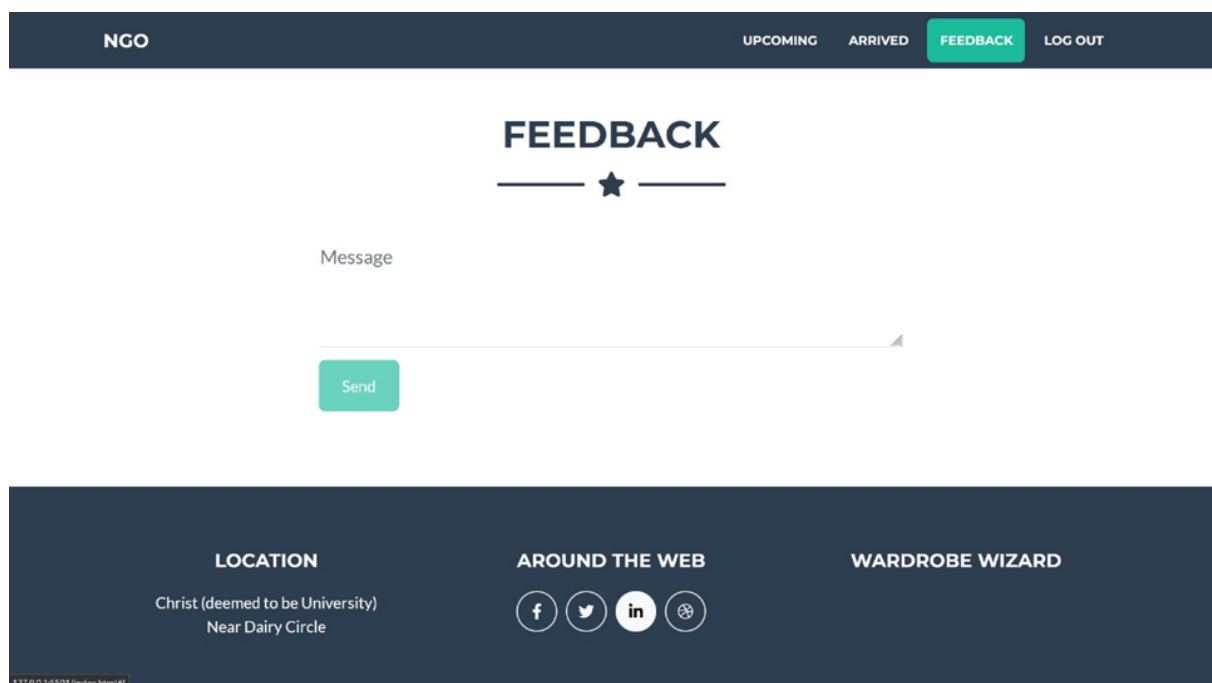 NGO
UPCOMING ARRIVED FEEDBACK LOG OUT
FEEDBACK
Message
Send
LOCATION
Christ (deemed to be University)
Near Dairy Circle
AROUND THE WEB
f in
WARDROBE WIZARD